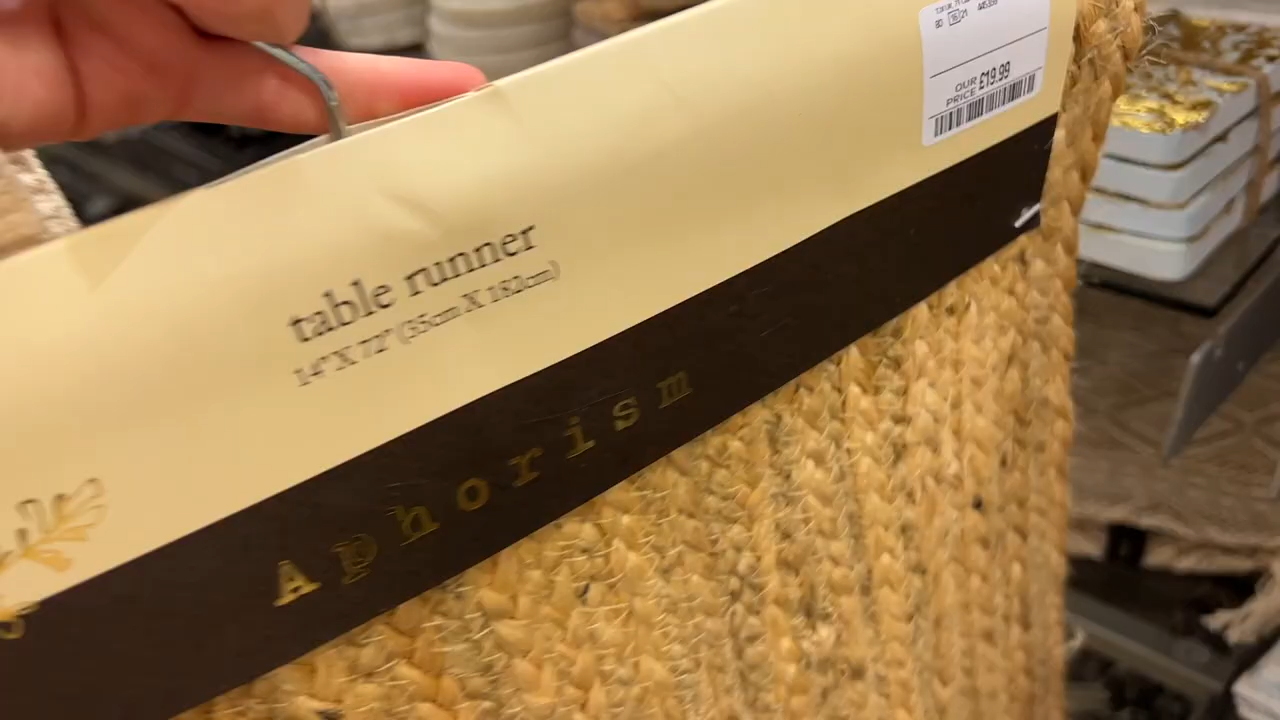 OUR
PRICE £19.99
table runner
14"X 72" (35cm X 182cm)
Aphorism